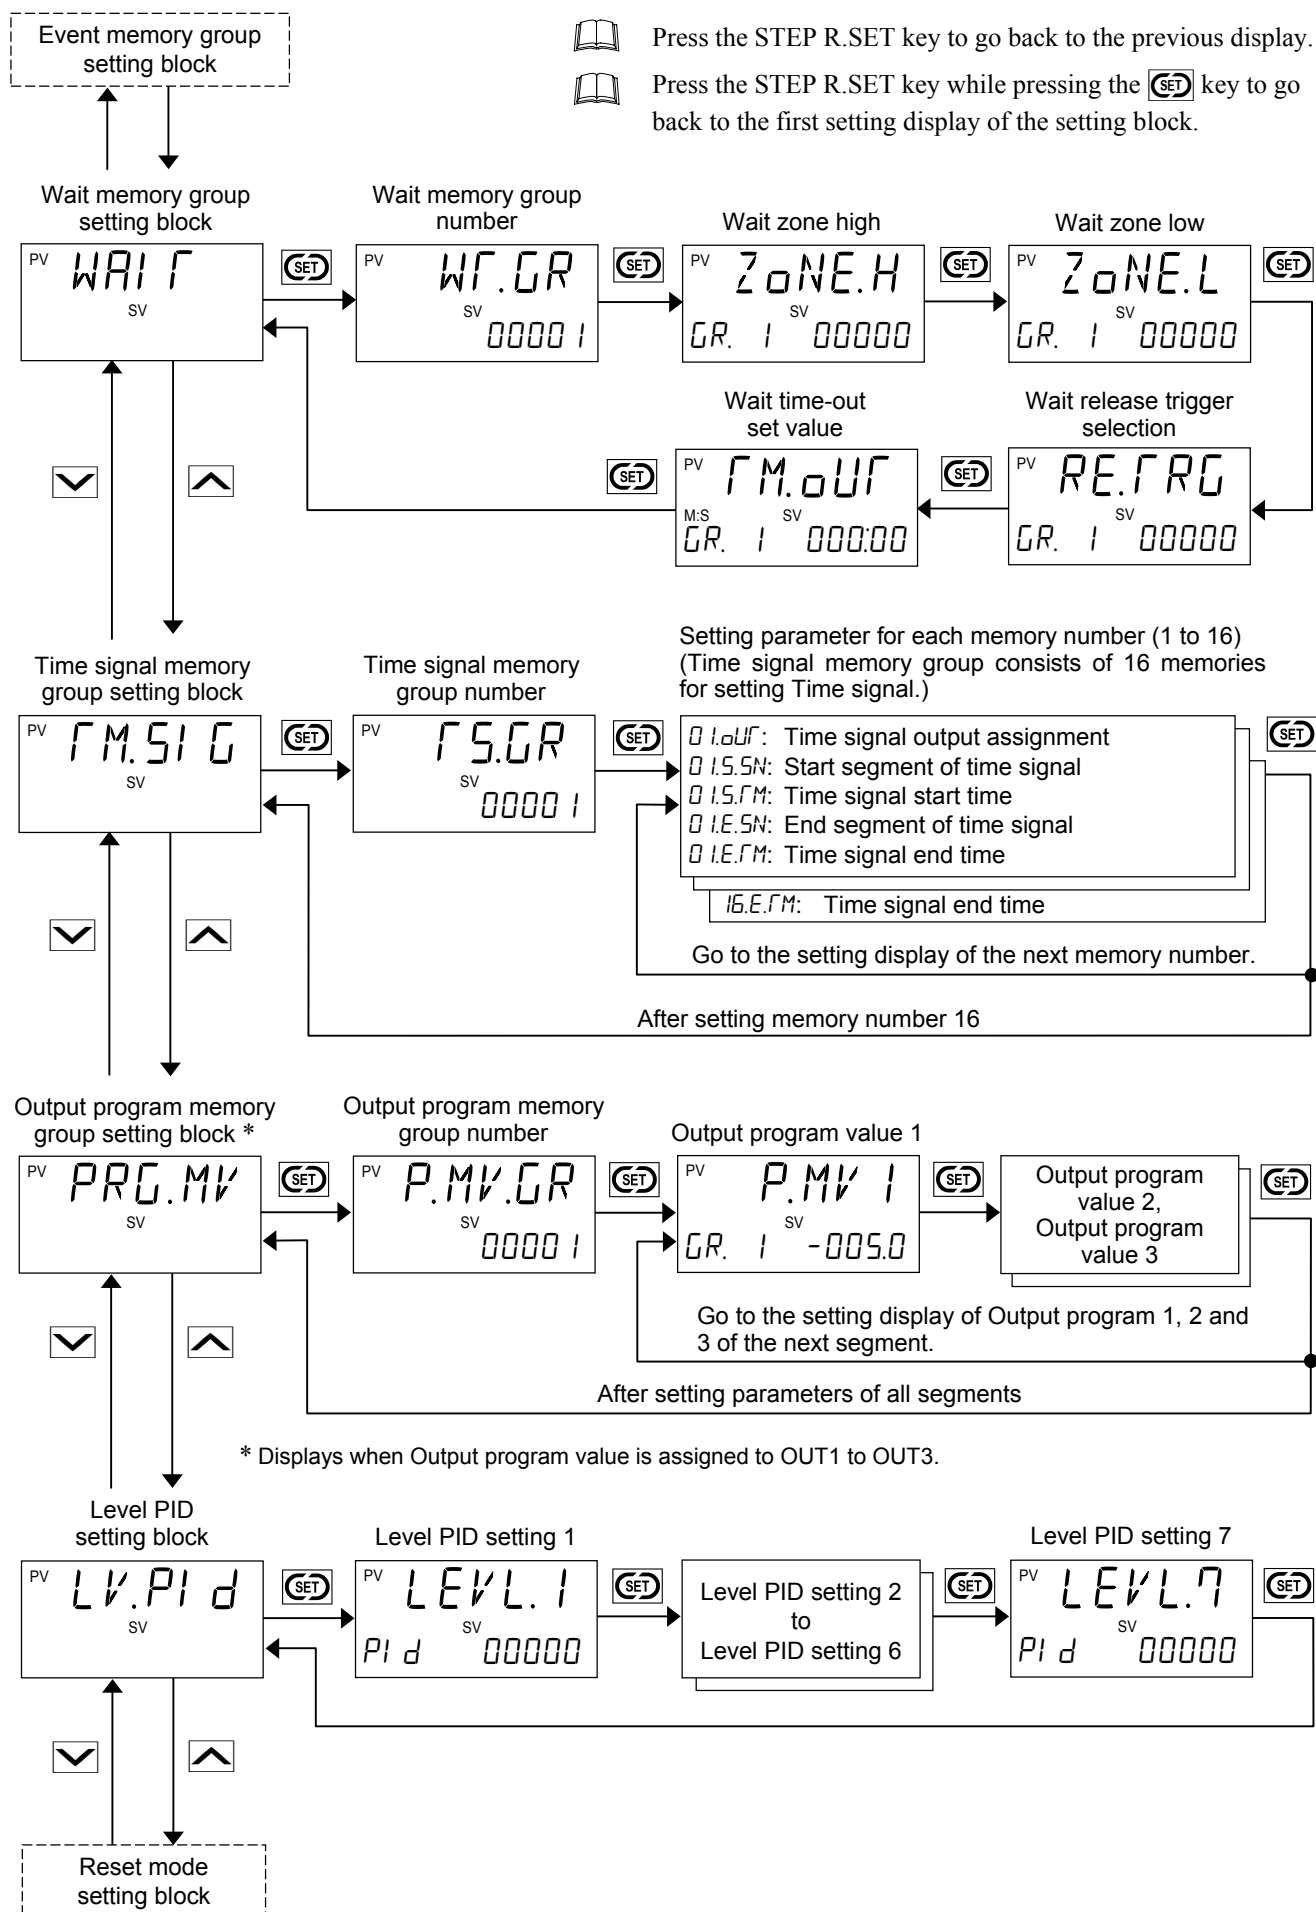 Event memory group
setting block
Press the STEP R.SET key to go back to the previous display.
Press the STEP R.SET key while pressing the SET key to go
back to the first setting display of the setting block.
Wait memory group
setting block
PV WAIT
SV
SET
Wait memory group
number
PV WT.GR
SV
00001
SET
Wait zone high
PV ZoNE.H
SV
GR. 1 00000
SET
Wait zone low
PV ZoNE.L
SV
GR. 1 00000
SET
Wait release trigger
selection
PV RE.TRG
SV
GR. 1 00000
SET
Wait time-out
set value
PV TM.oUT
M:S SV
GR. 1 000:00
SET
Time signal memory
group setting block
PV TM.SIG
SV
SET
Time signal memory
group number
PV TS.GR
SV
00001
SET
Setting parameter for each memory number (1 to 16)
(Time signal memory group consists of 16 memories
for setting Time signal.)
01.oUT: Time signal output assignment
01.S.SN: Start segment of time signal
01.S.TM: Time signal start time
01.E.SN: End segment of time signal
01.E.TM: Time signal end time
16.E.TM: Time signal end time
SET
Go to the setting display of the next memory number.
After setting memory number 16
Output program memory
group setting block *
PV PRG.MV
SV
SET
Output program memory
group number
PV P.MV.GR
SV
00001
SET
Output program value 1
PV P.MV 1
SV
GR. 1 -005.0
SET
Output program
value 2,
Output program
value 3
SET
Go to the setting display of Output program 1, 2 and
3 of the next segment.
After setting parameters of all segments
* Displays when Output program value is assigned to OUT1 to OUT3.
Level PID
setting block
PV LV.PId
SV
SET
Level PID setting 1
PV LEVL.1
SV
PId 00000
SET
Level PID setting 2
to
Level PID setting 6
SET
Level PID setting 7
PV LEVL.7
SV
PId 00000
SET
Reset mode
setting block